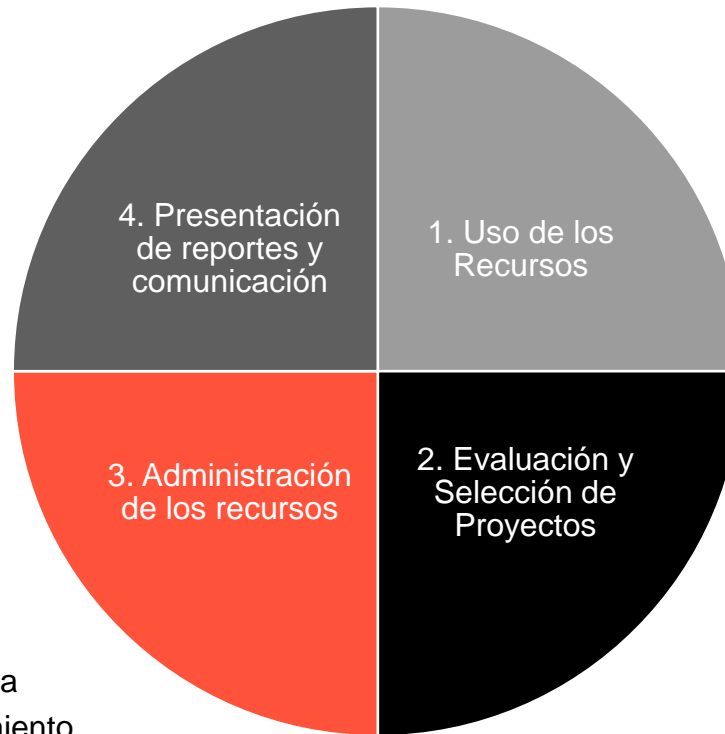 4. Presentación
de reportes y
comunicación
1. Uso de los
Recursos
3. Administración
de los recursos
2. Evaluación y
Selección de
Proyectos
a
miento